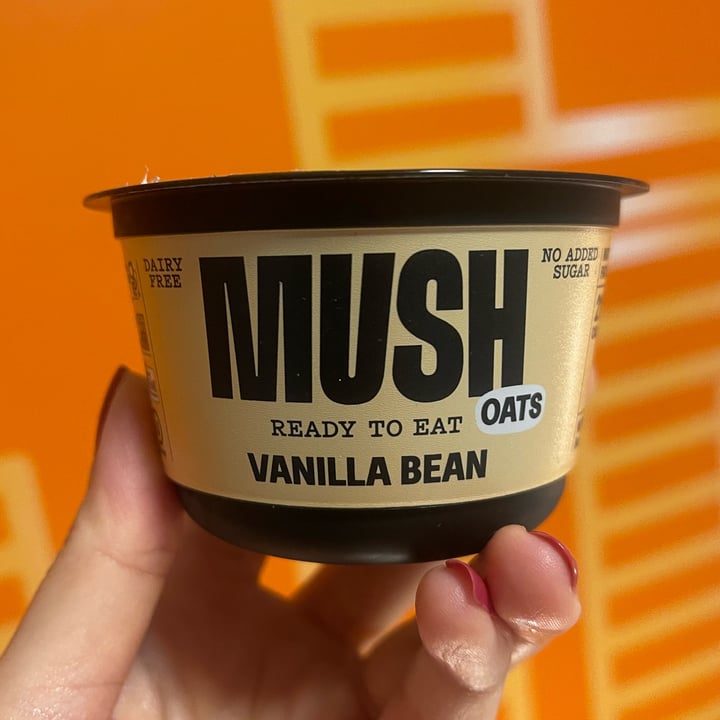 DAIRY
FREE
NO ADDED
SUGAR
MUSH
OATS
READY TO EAT
VANILLA BEAN